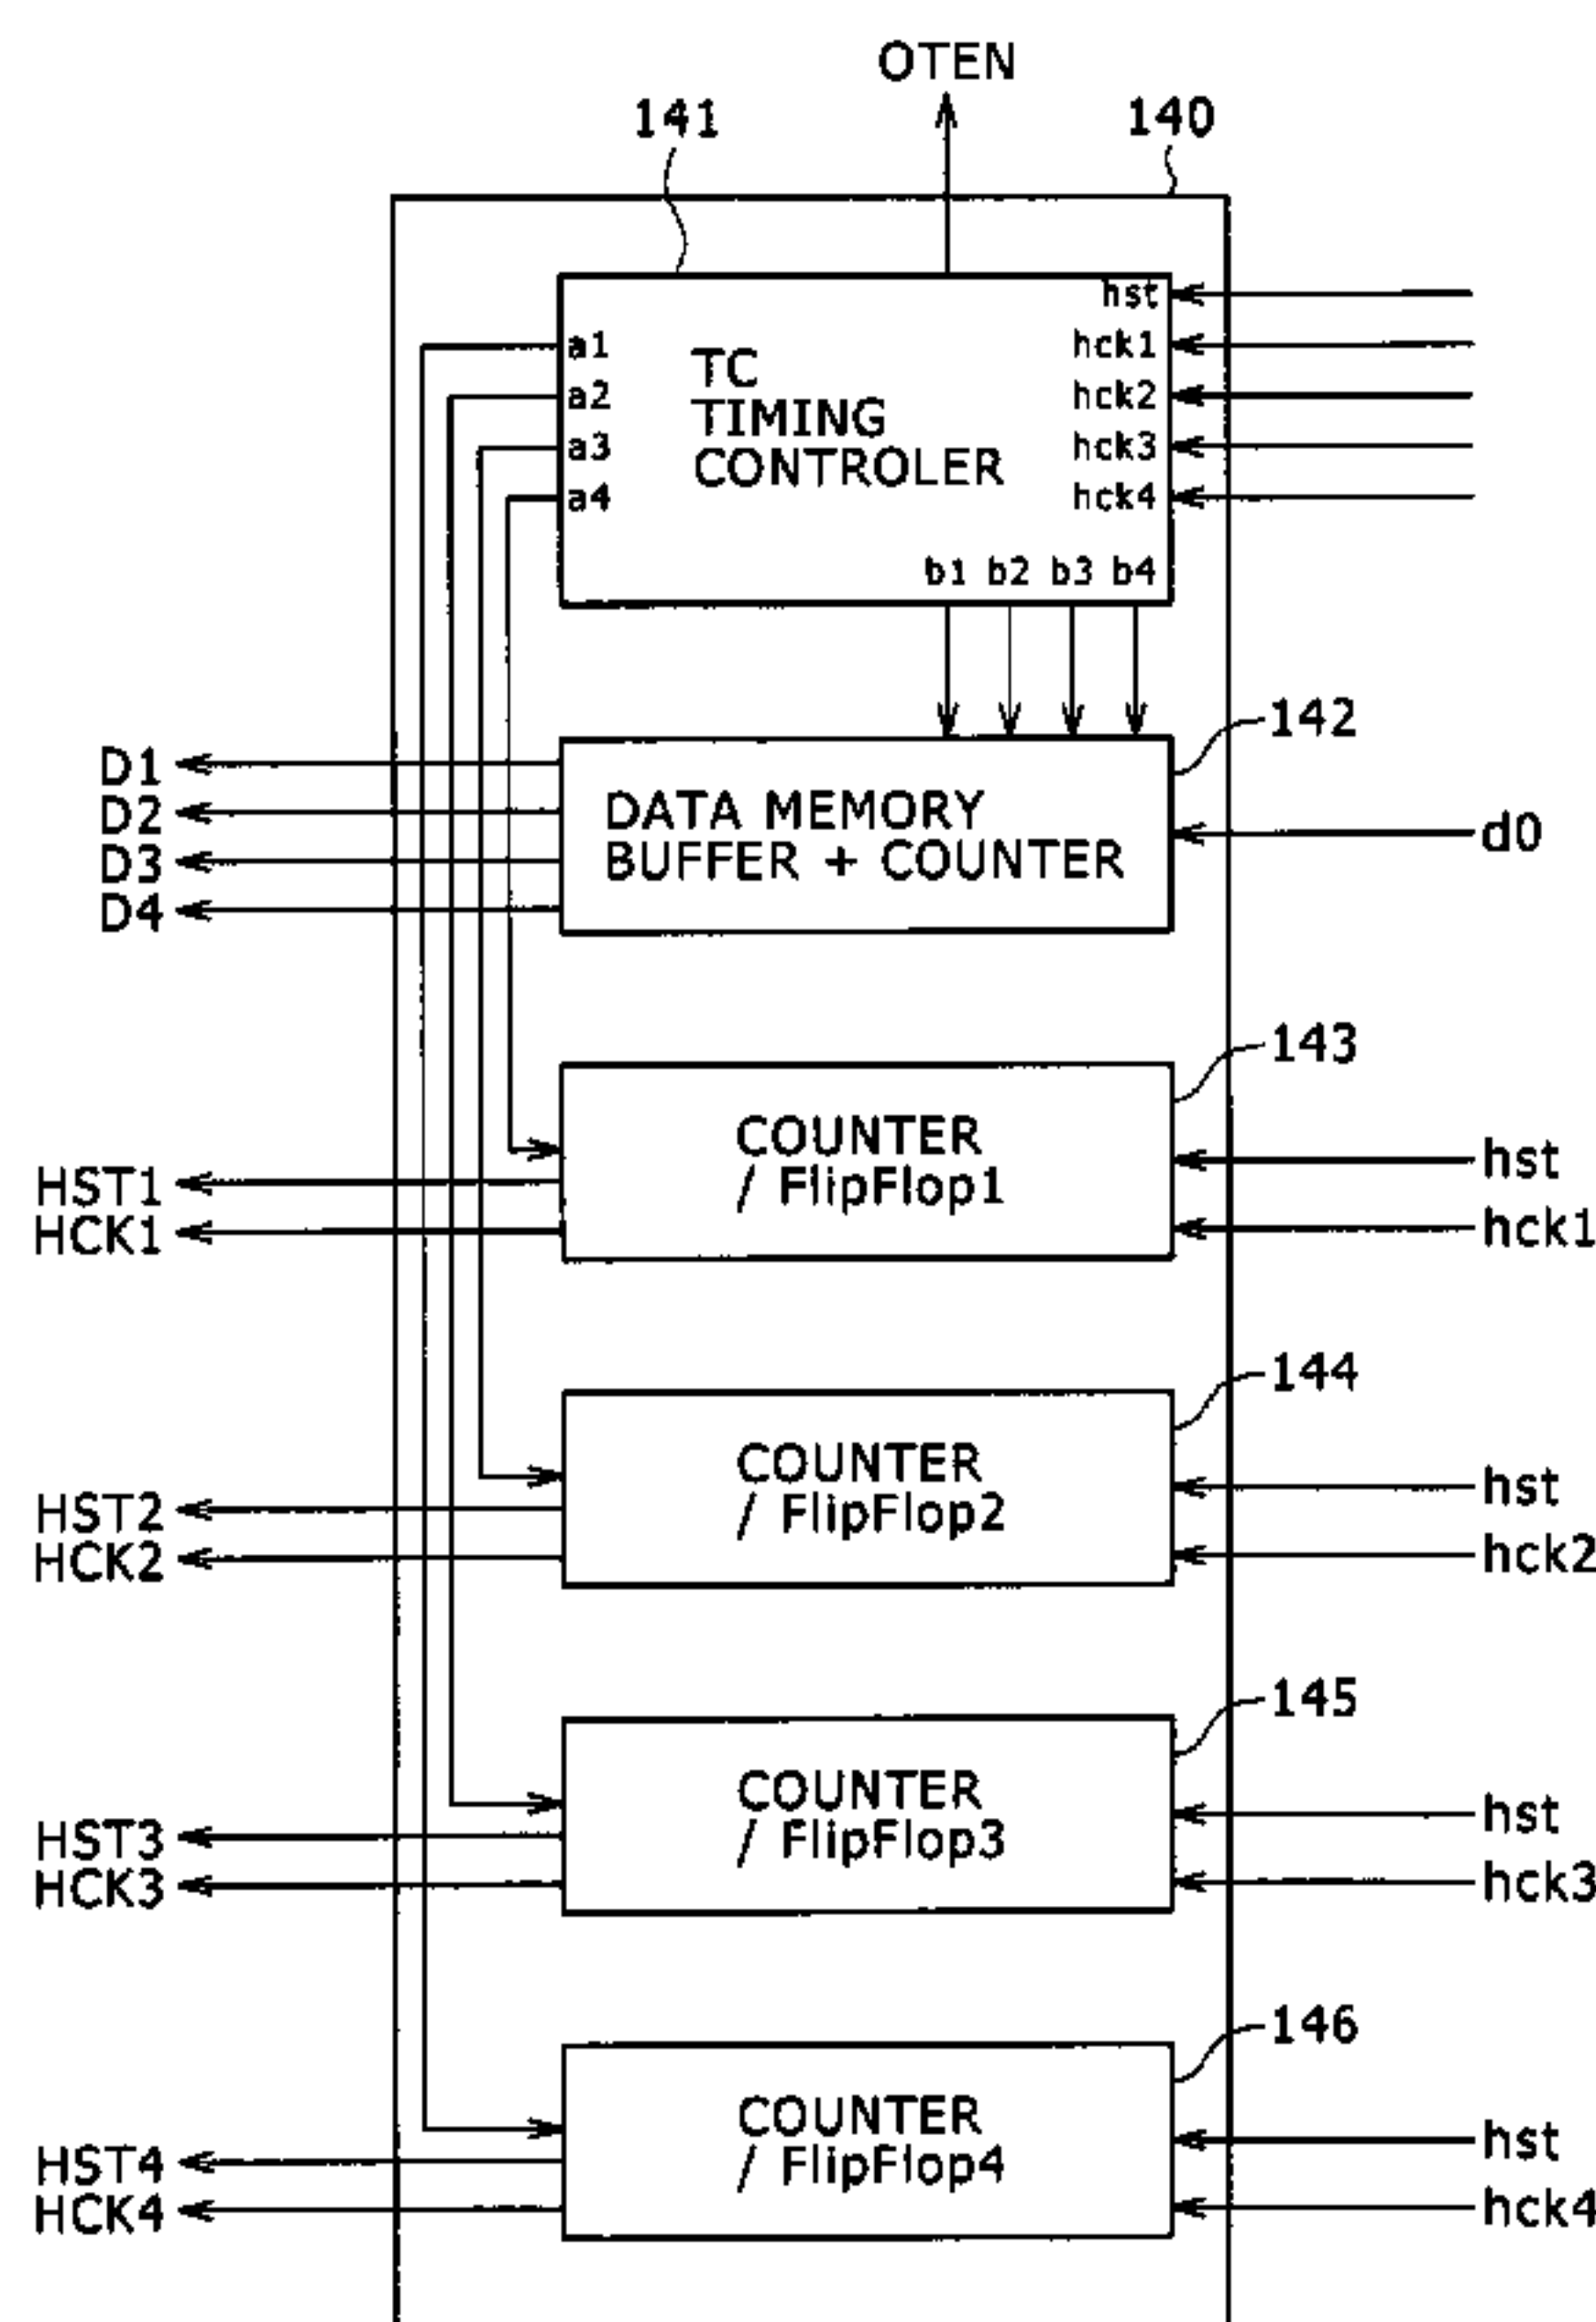 OTEN
141
140
hst
a1
hck1
a2
hck2
a3
hck3
a4
hck4
TC
TIMING
CONTROLER
b1 b2 b3 b4
142
D1
D2
D3
D4
DATA MEMORY
BUFFER + COUNTER
d0
143
COUNTER
/ FlipFlop1
HST1
HCK1
hst
hck1
144
COUNTER
/ FlipFlop2
HST2
HCK2
hst
hck2
145
COUNTER
/ FlipFlop3
HST3
HCK3
hst
hck3
146
COUNTER
/ FlipFlop4
HST4
HCK4
hst
hck4